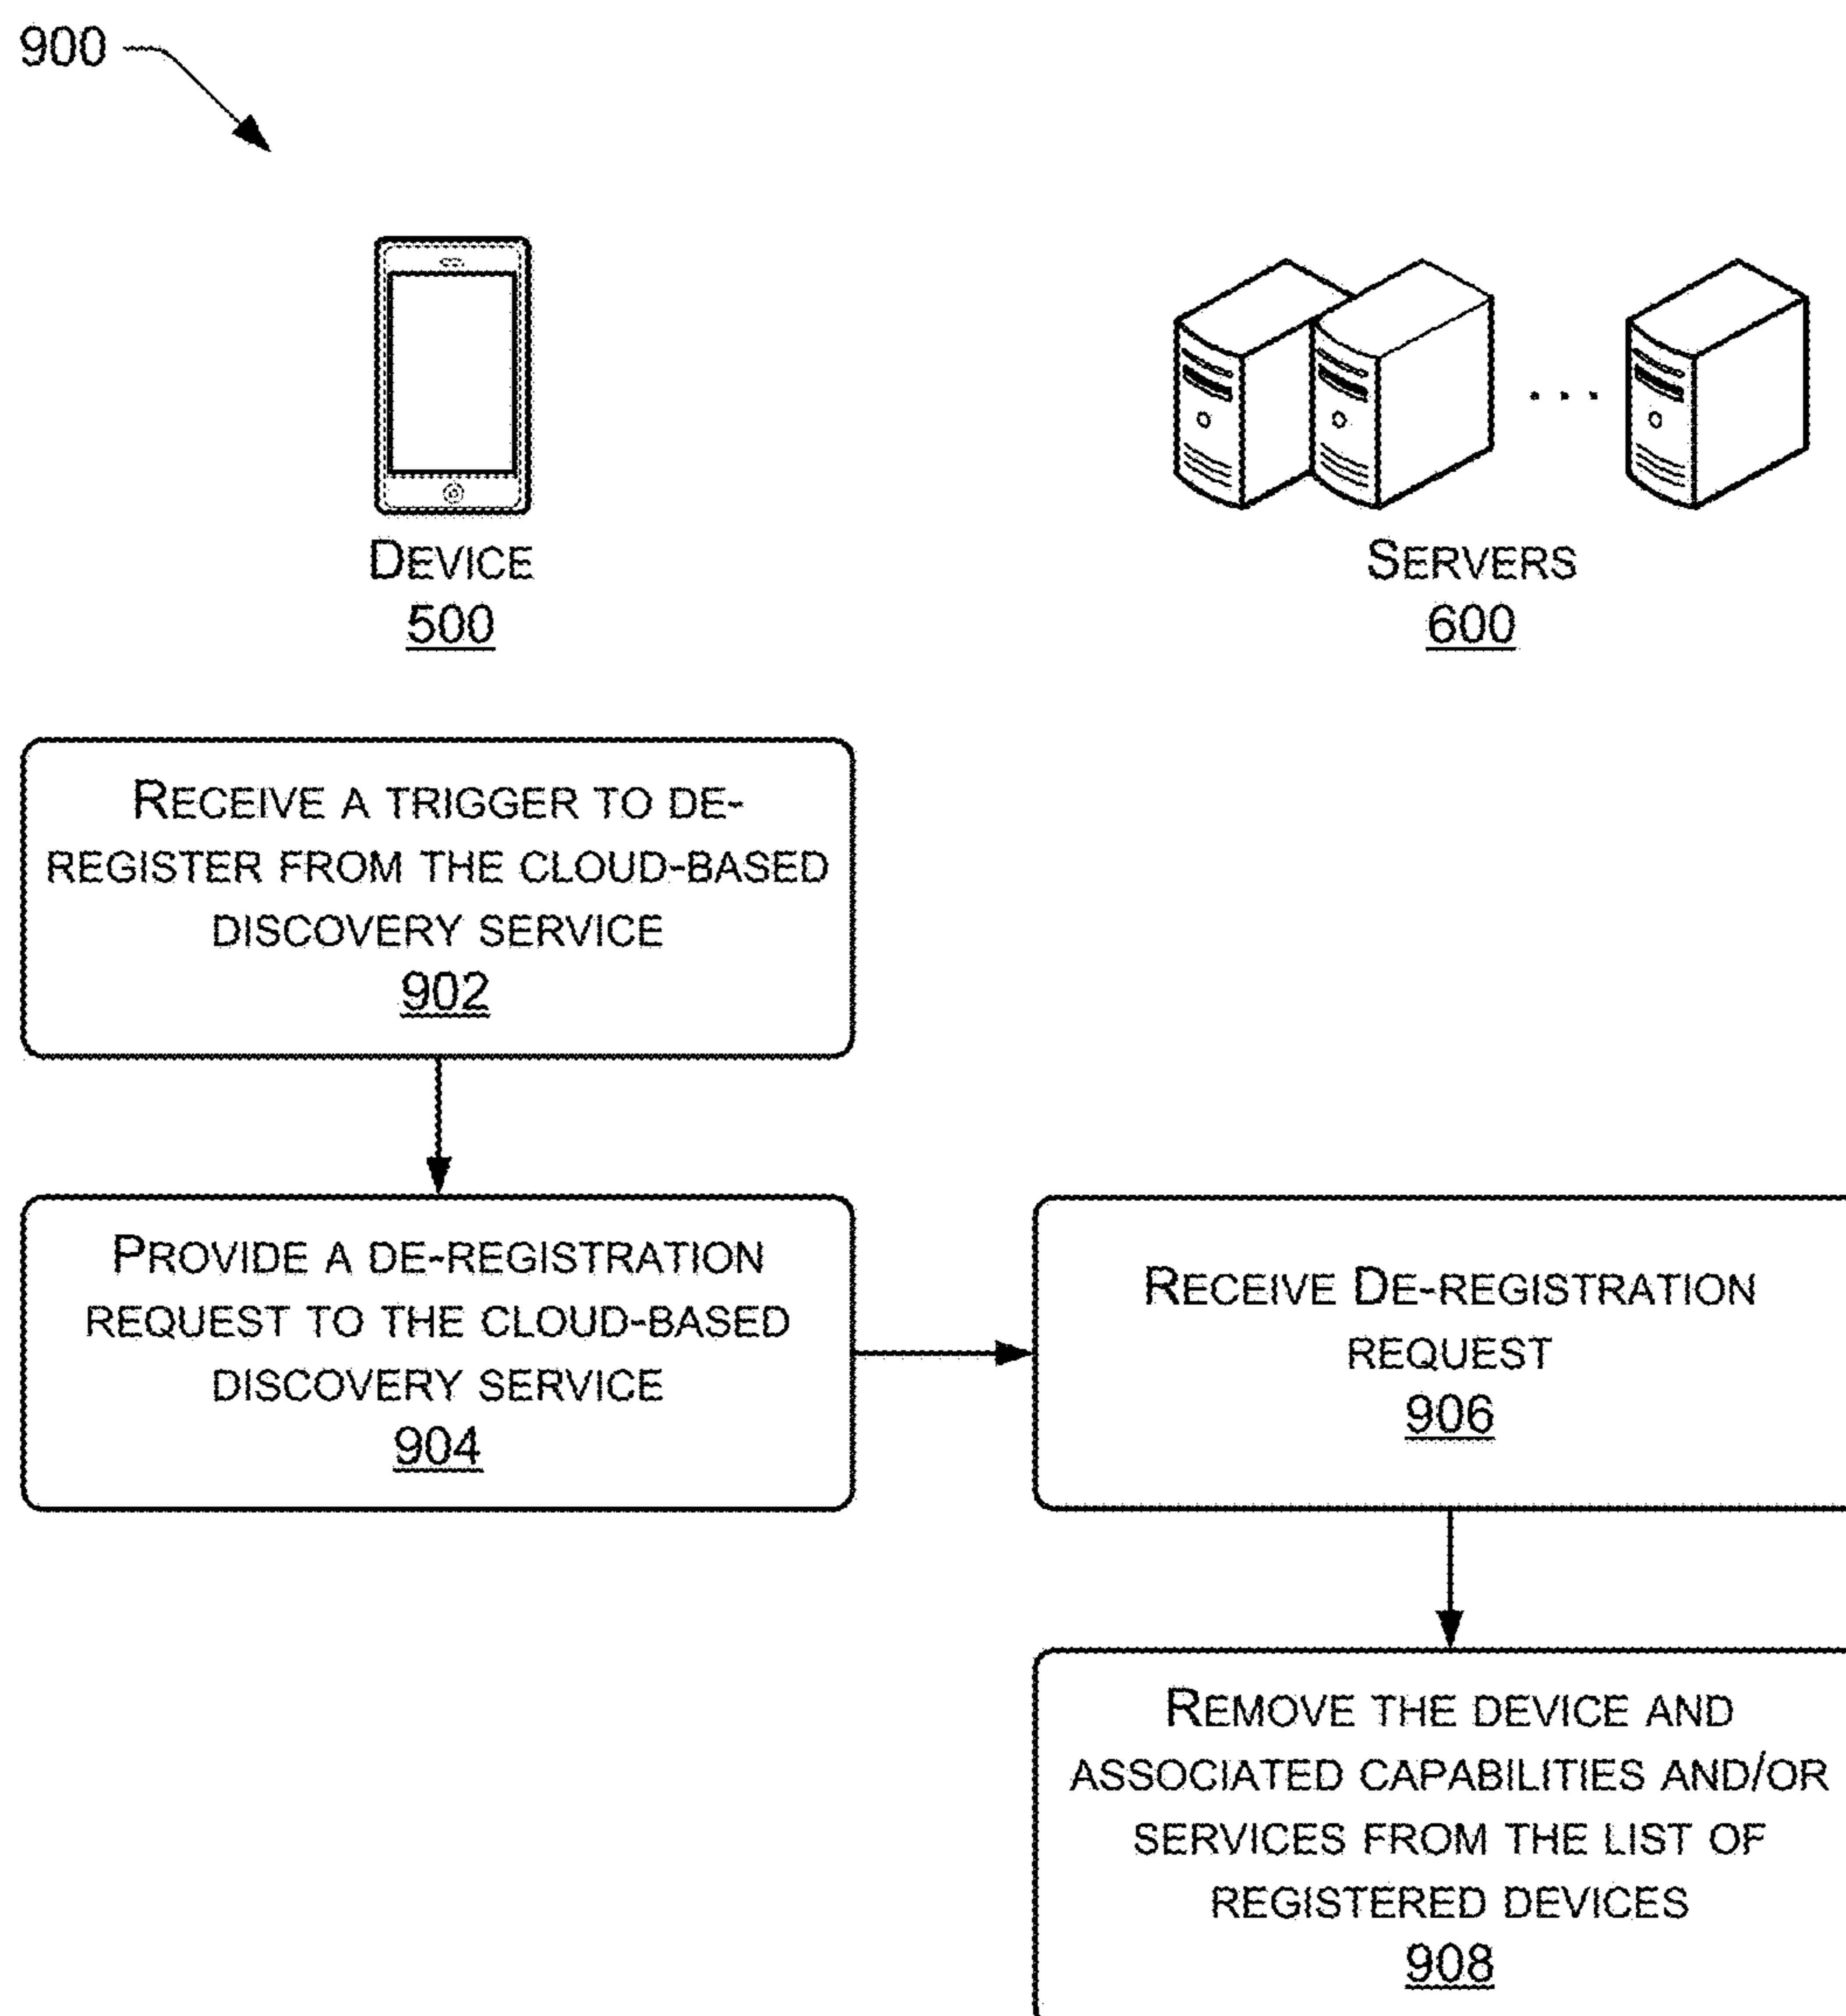 900
DEVICE
500
SERVERS
600
RECEIVE A TRIGGER TO DE-
REGISTER FROM THE CLOUD-BASED
DISCOVERY SERVICE
902
PROVIDE A DE-REGISTRATION
REQUEST TO THE CLOUD-BASED
DISCOVERY SERVICE
904
RECEIVE DE-REGISTRATION
REQUEST
906
REMOVE THE DEVICE AND
ASSOCIATED CAPABILITIES AND/OR
SERVICES FROM THE LIST OF
REGISTERED DEVICES
908